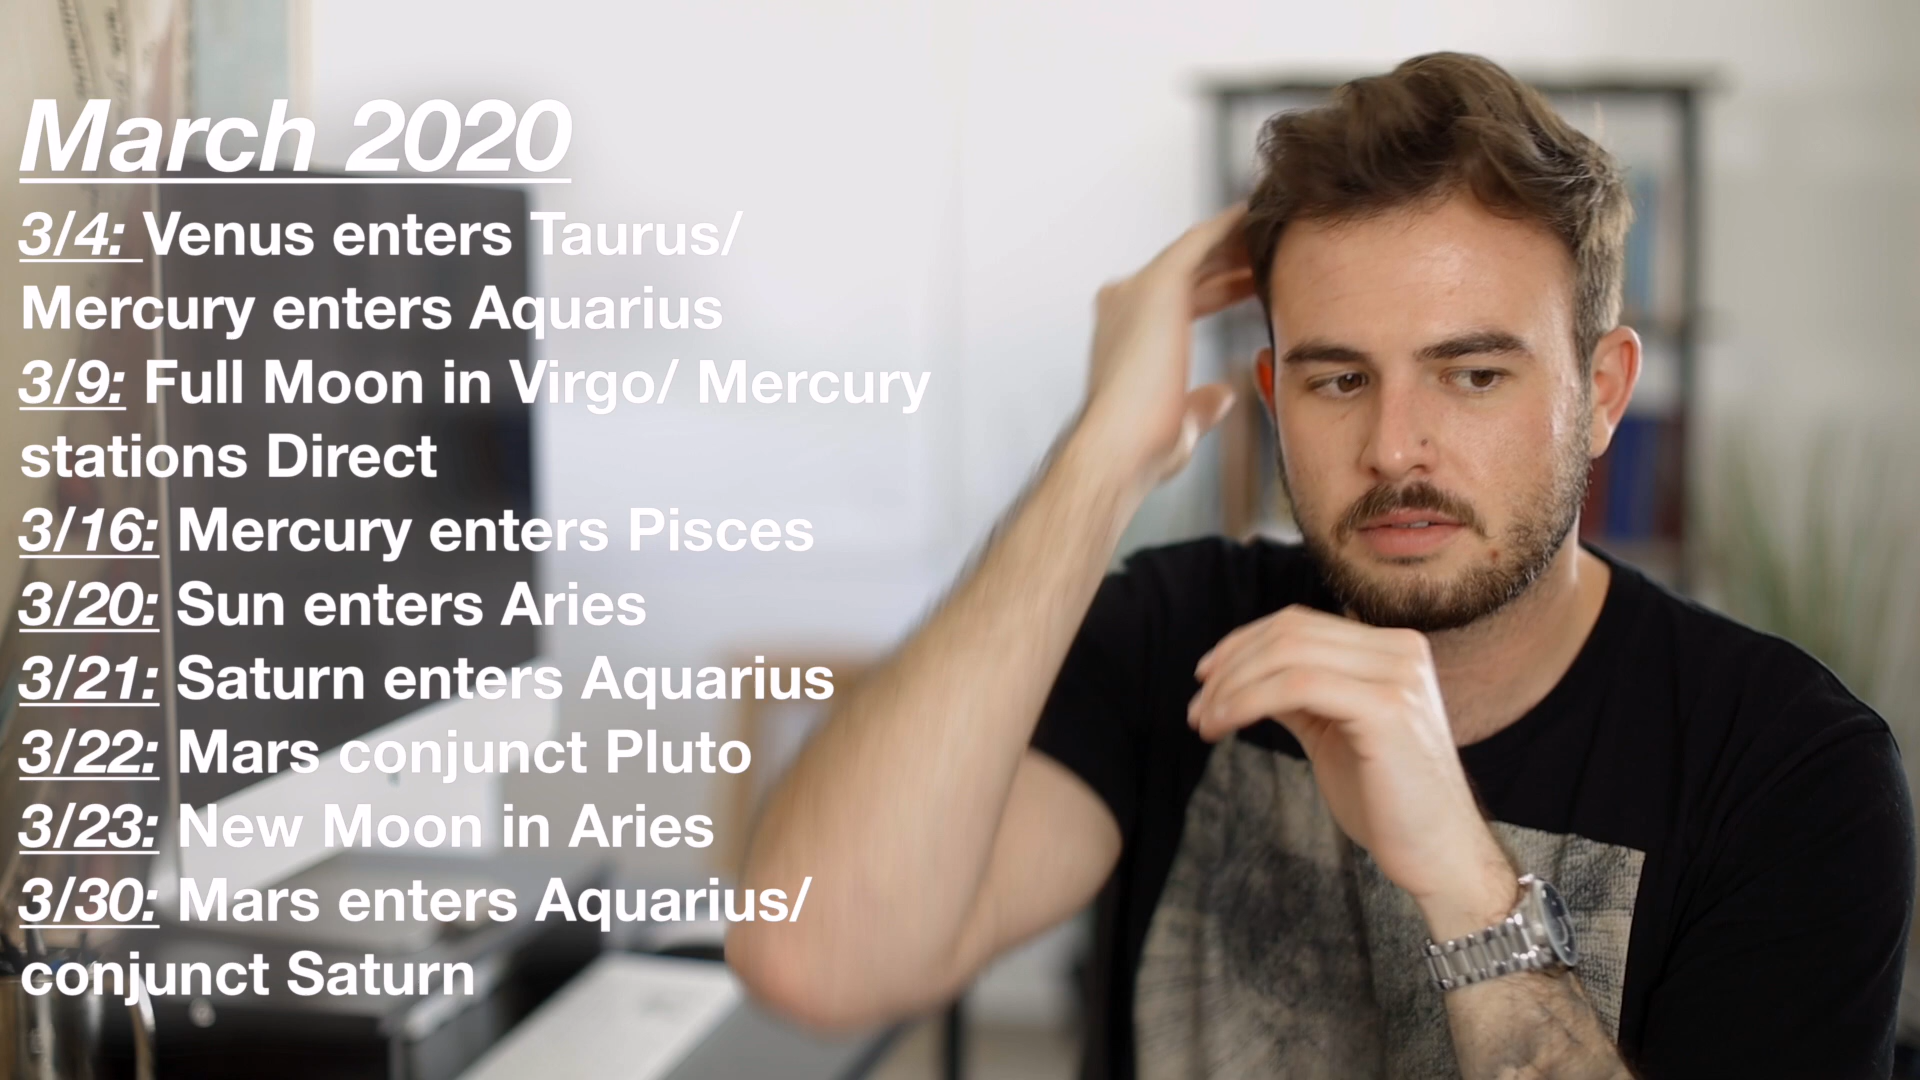 March 2020
3/4: Venus enters Taurus/
Mercury enters Aquarius
3/9: Full Moon in Virgo/ Mercury
stations Direct
3/16: Mercury enters Pisces
3/20: Sun enters Aries
3/21: Saturn enters Aquarius
3/22: Mars conjunct Pluto
3/23: New Moon in Aries
3/30: Mars enters Aquarius/
conjunct Saturn